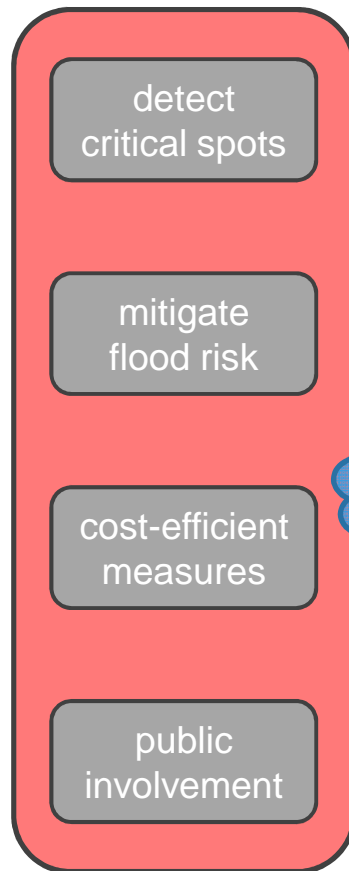 detect
critical spots
mitigate
flood risk
cost-efficient
measures
public
involvement